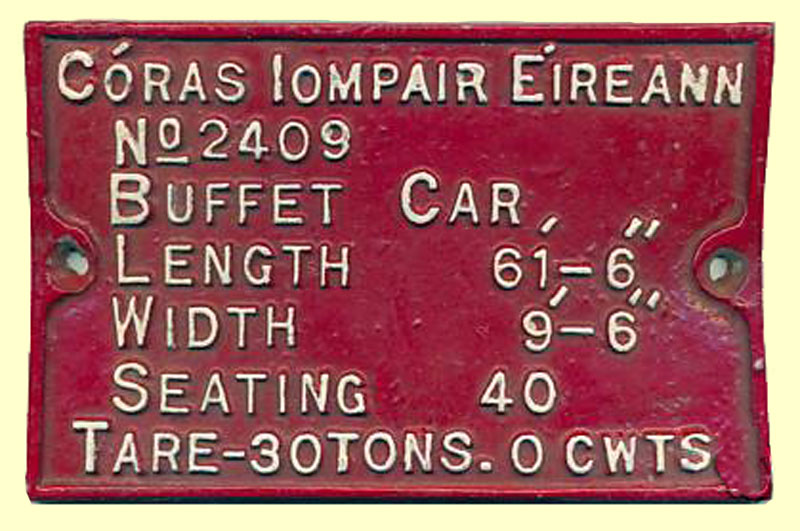 CÓRAS IOMPAIR ÉIREANN
No 2409
BUFFET CAR
LENGTH 61'-6"
WIDTH 9'-6"
SEATING 40
TARE-30TONS. 0 CWTS